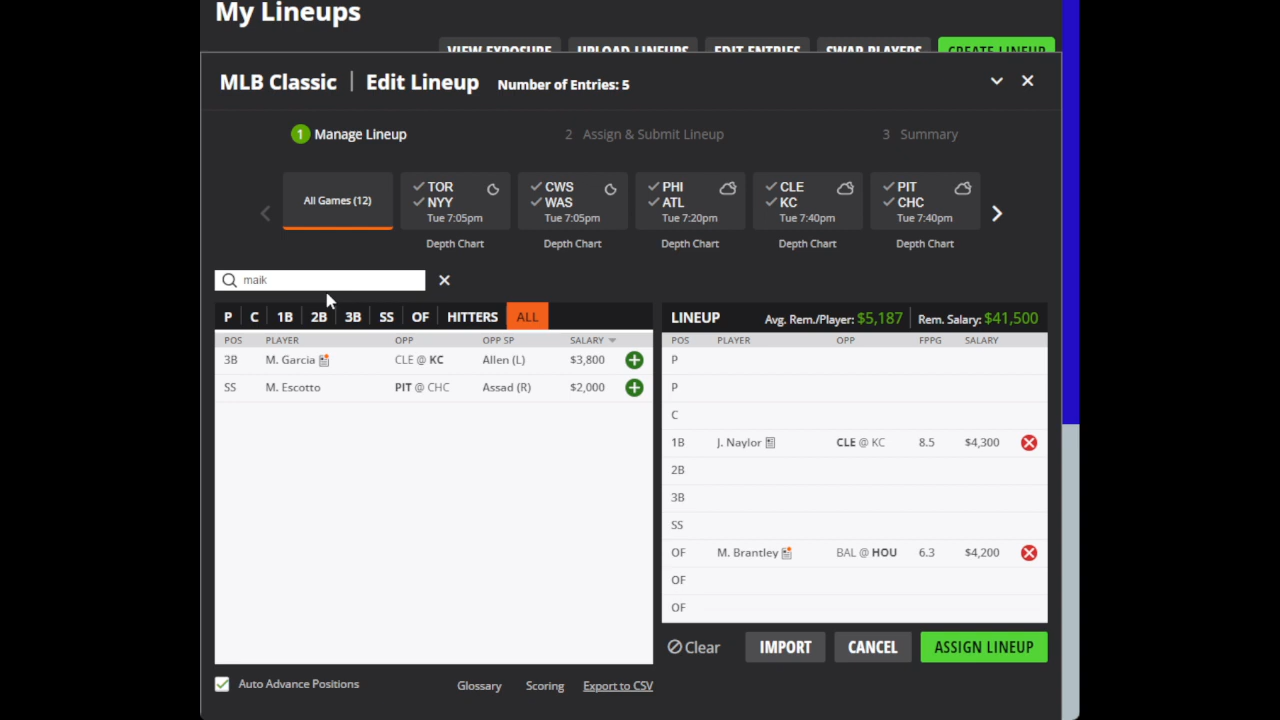 My Lineups
VIEW EXPOSURE UPLOAD LINEUPS EDIT ENTRIES SWAP PLAYERS CREATE LINEUP
MLB Classic | Edit Lineup Number of Entries: 5
1 Manage Lineup 2 Assign & Submit Lineup 3 Summary
All Games (12)
TOR
NYY
Tue 7:05pm
Depth Chart
CWS
WAS
Tue 7:05pm
Depth Chart
PHI
ATL
Tue 7:20pm
Depth Chart
CLE
KC
Tue 7:40pm
Depth Chart
PIT
CHC
Tue 7:40pm
Depth Chart
maik
P C 1B 2B 3B SS OF HITTERS ALL
POS PLAYER OPP OPP SP SALARY
3B M. Garcia CLE @ KC Allen (L) $3,800
SS M. Escotto PIT @ CHC Assad (R) $2,000
LINEUP Avg. Rem./Player: $5,187 Rem. Salary: $41,500
POS PLAYER OPP FPPG SALARY
P
P
C
1B J. Naylor CLE @ KC 8.5 $4,300
2B
3B
SS
OF M. Brantley BAL @ HOU 6.3 $4,200
OF
OF
Clear IMPORT CANCEL ASSIGN LINEUP
Auto Advance Positions Glossary Scoring Export to CSV